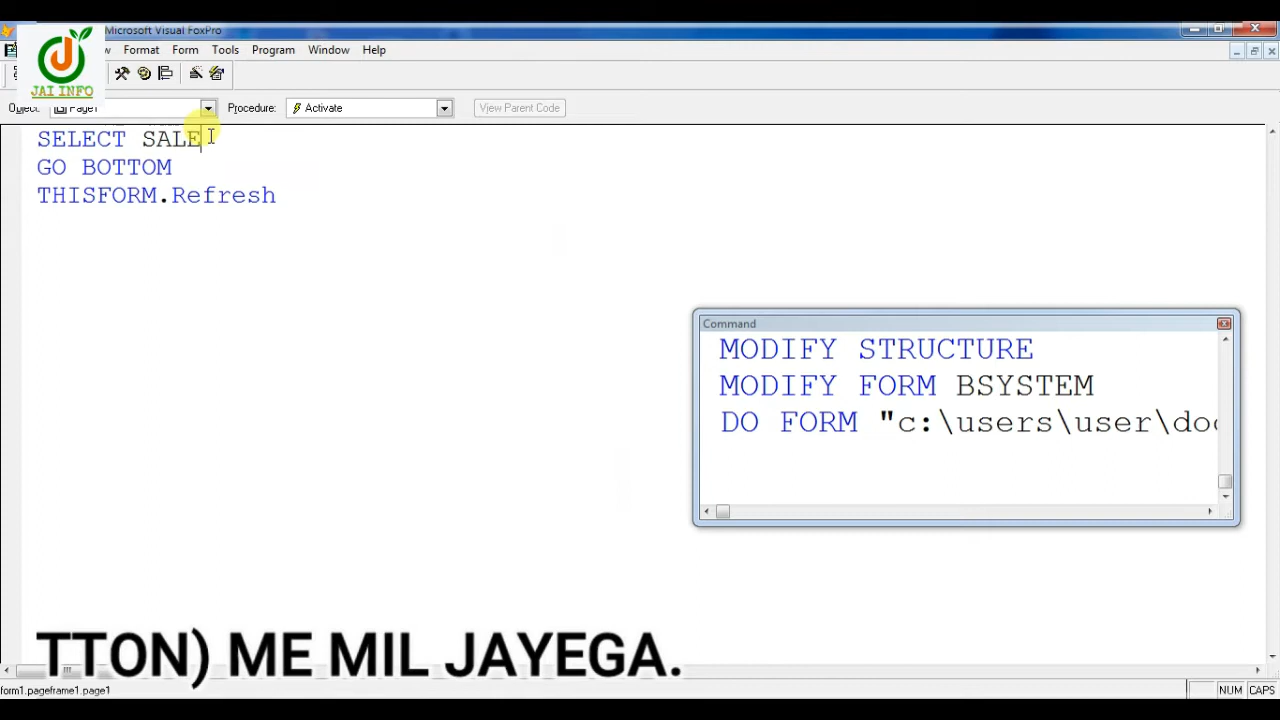 Microsoft Visual FoxPro
Format Form Tools Program Window Help
JAI INFO
Page1 Procedure: Activate View Parent Code
SELECT SALE
GO BOTTOM
THISFORM.Refresh
Command
MODIFY STRUCTURE
MODIFY FORM BSYSTEM
DO FORM "c:\users\user\doc
TTON) ME MIL JAYEGA.
form1.pageframe1.page1
NUM CAPS